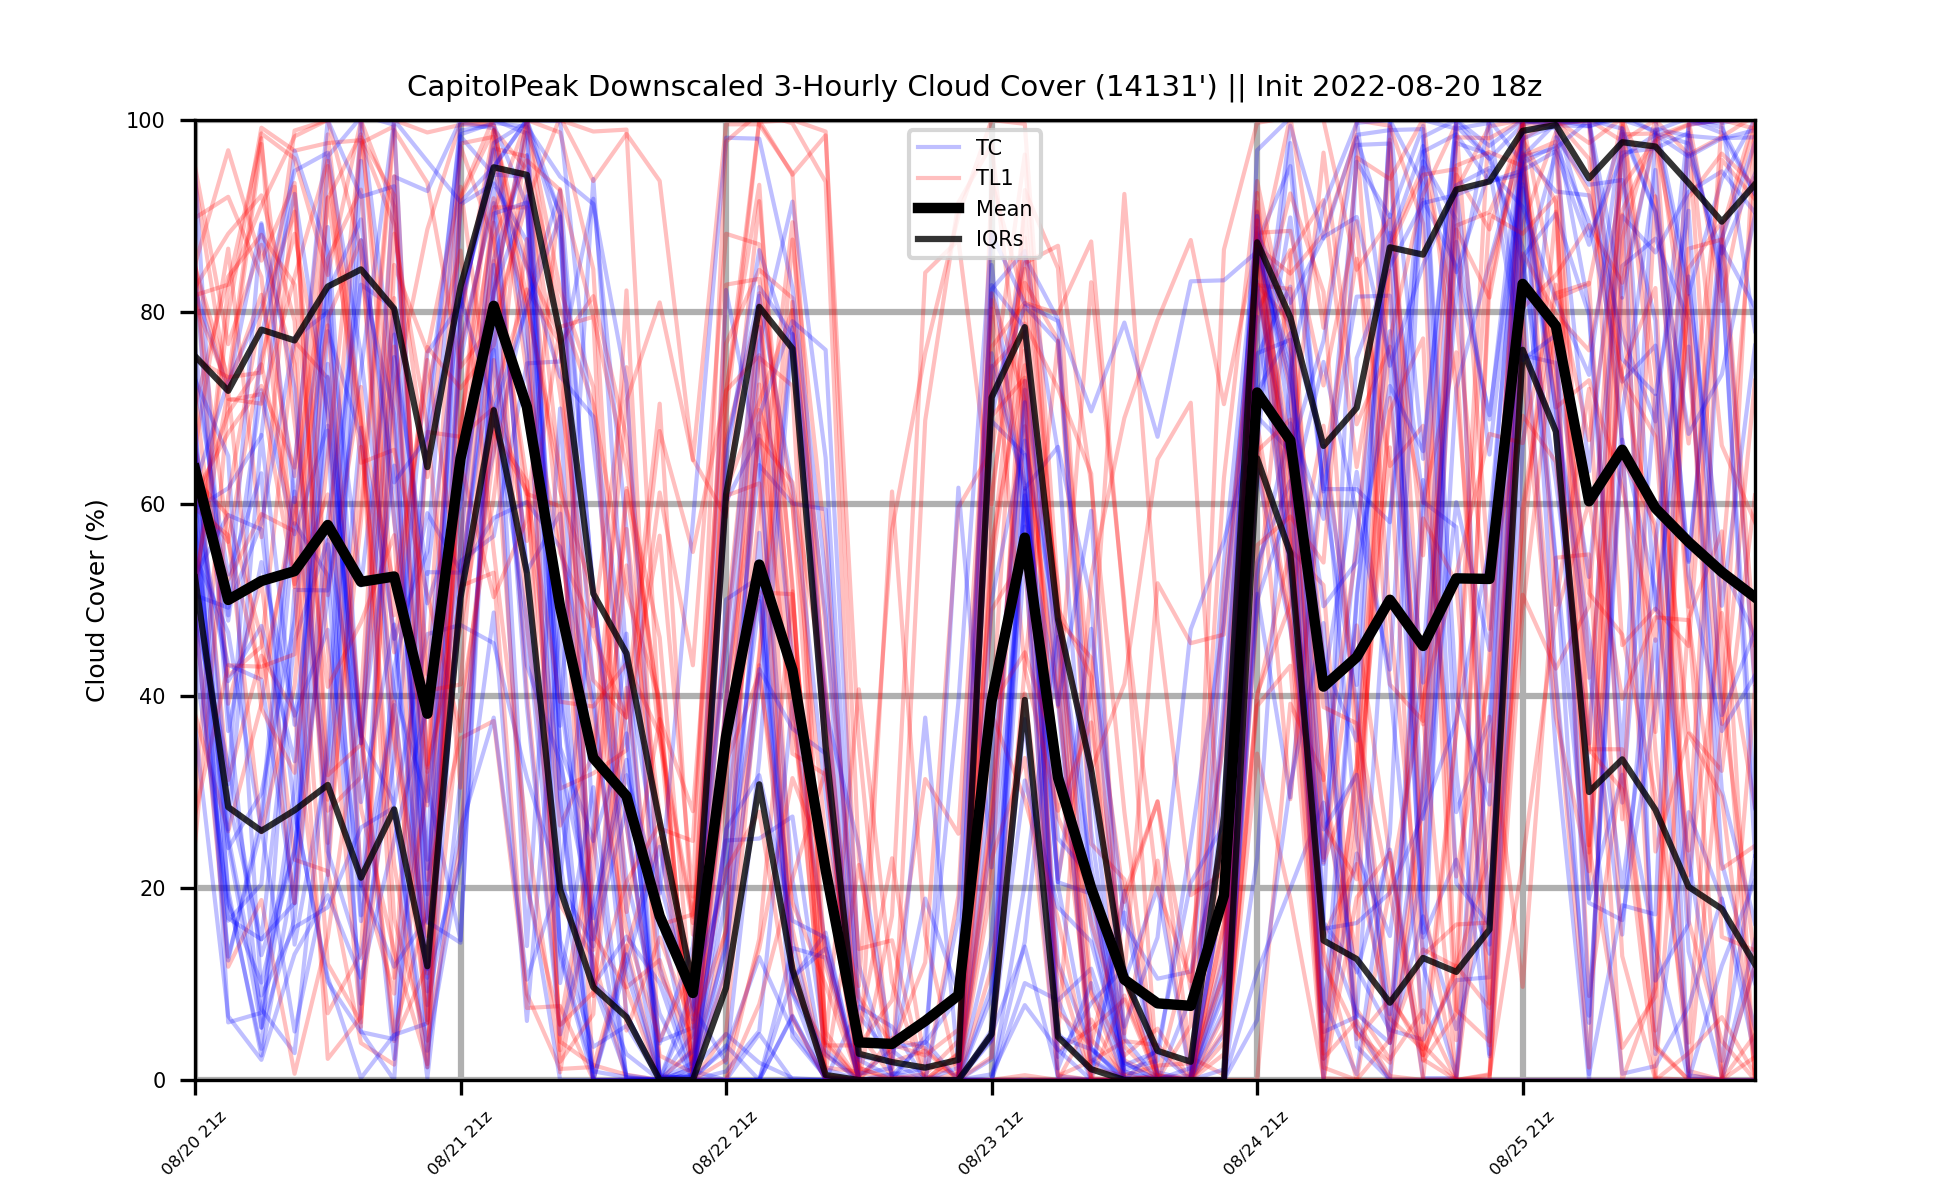 CapitolPeak Downscaled 3-Hourly Cloud Cover (14131') || Init 2022-08-20 18z
TC
TL1
Mean
IQRs
Cloud Cover (%)
100
80
60
40
20
0
08/20 21z
08/21 21z
08/22 21z
08/23 21z
08/24 21z
08/25 21z